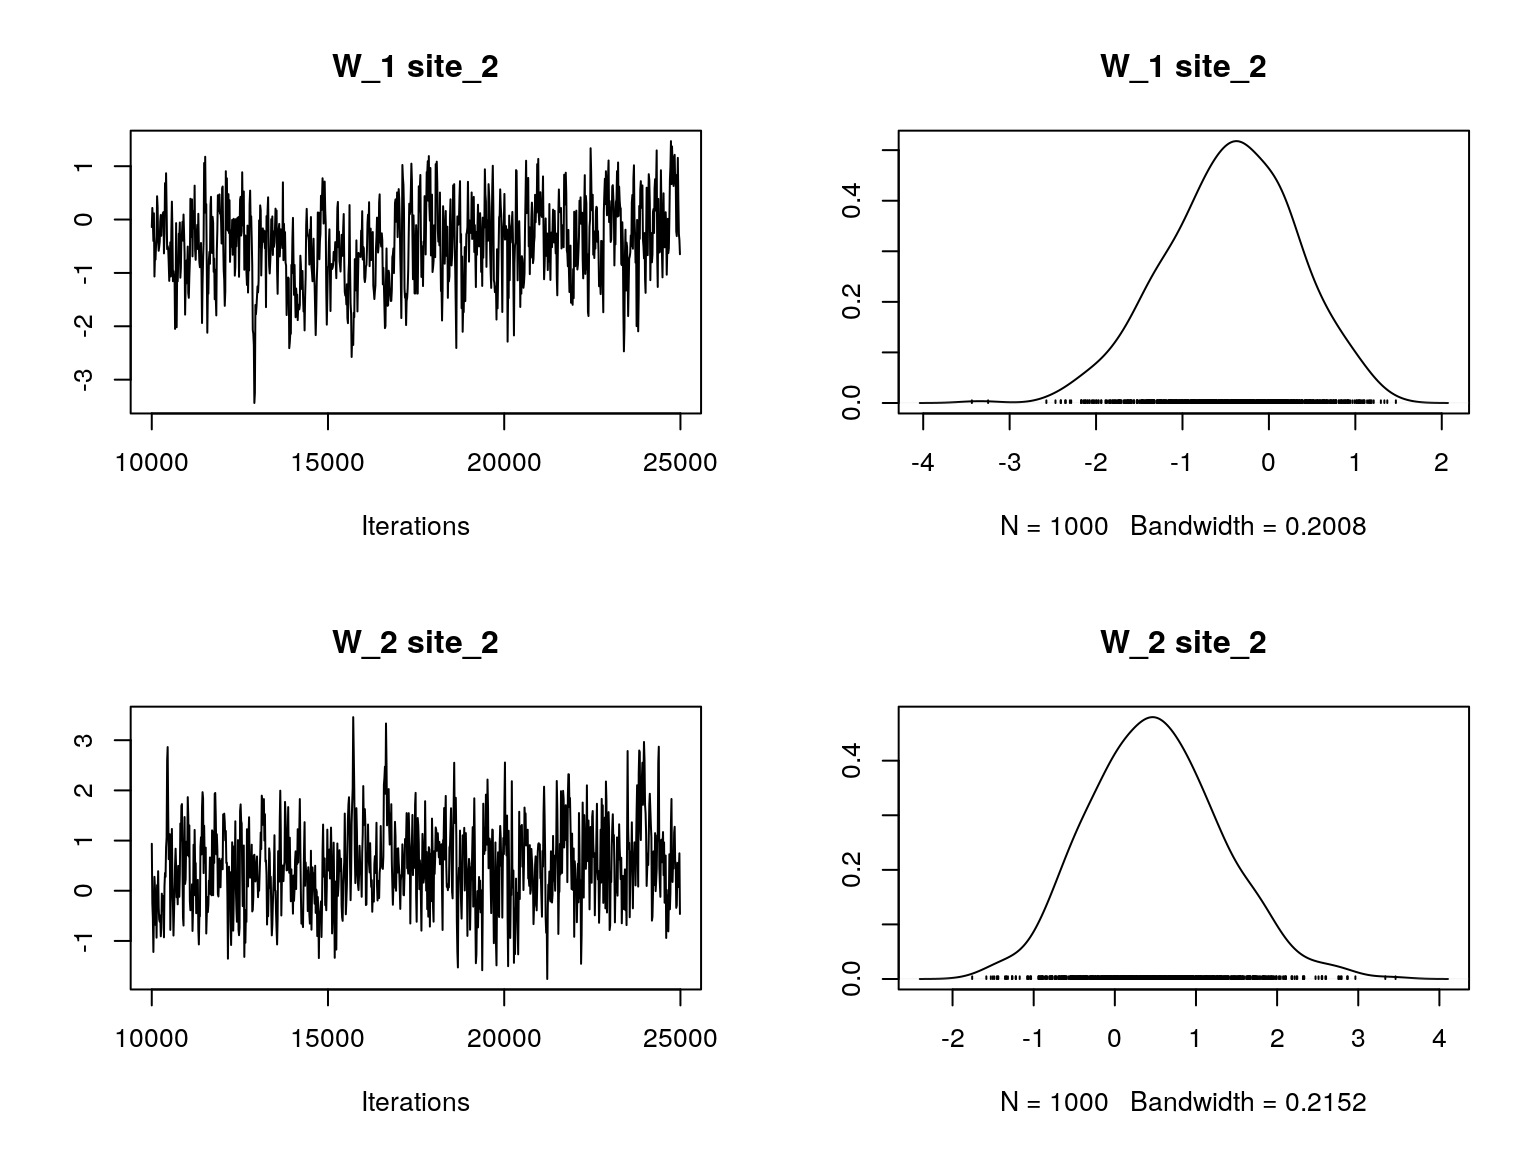 W_1 site_2
1
0
-1
-2
-3
10000 15000 20000 25000
Iterations
W_1 site_2
0.4
0.2
0.0
-4 -3 -2 -1 0 1 2
N = 1000 Bandwidth = 0.2008
W_2 site_2
3
2
1
0
-1
10000 15000 20000 25000
Iterations
W_2 site_2
0.4
0.2
0.0
-2 -1 0 1 2 3 4
N = 1000 Bandwidth = 0.2152